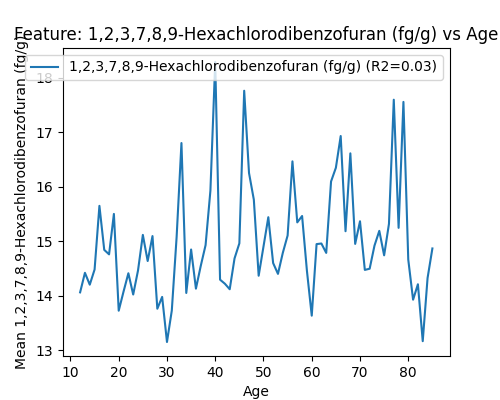 Feature: 1,2,3,7,8,9-Hexachlorodibenzofuran (fg/g) vs Age
1,2,3,7,8,9-Hexachlorodibenzofuran (fg/g) (R2=0.03)
Mean 1,2,3,7,8,9-Hexachlorodibenzofuran (fg/g)
18
17
16
15
14
13
10 20 30 40 50 60 70 80
Age